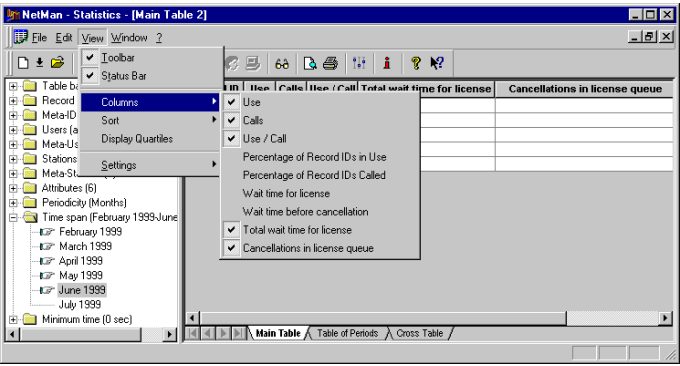 NetMan - Statistics - [Main Table 2]
File Edit View Window ?
Toolbar
Status Bar
Columns
Sort
Display Quartiles
Settings
Use
Calls
Use / Call
Percentage of Record IDs in Use
Percentage of Record IDs Called
Wait time for license
Wait time before cancellation
Total wait time for license
Cancellations in license queue
Use Calls Use / Call Total wait time for license Cancellations in license queue
Table
Record
Meta-ID
Users
Meta-Us
Stations
Attributes (6)
Periodicity (Months)
Time span (February 1999-June
February 1999
March 1999
April 1999
May 1999
June 1999
July 1999
Minimum time (0 sec)
Main Table Table of Periods Cross Table